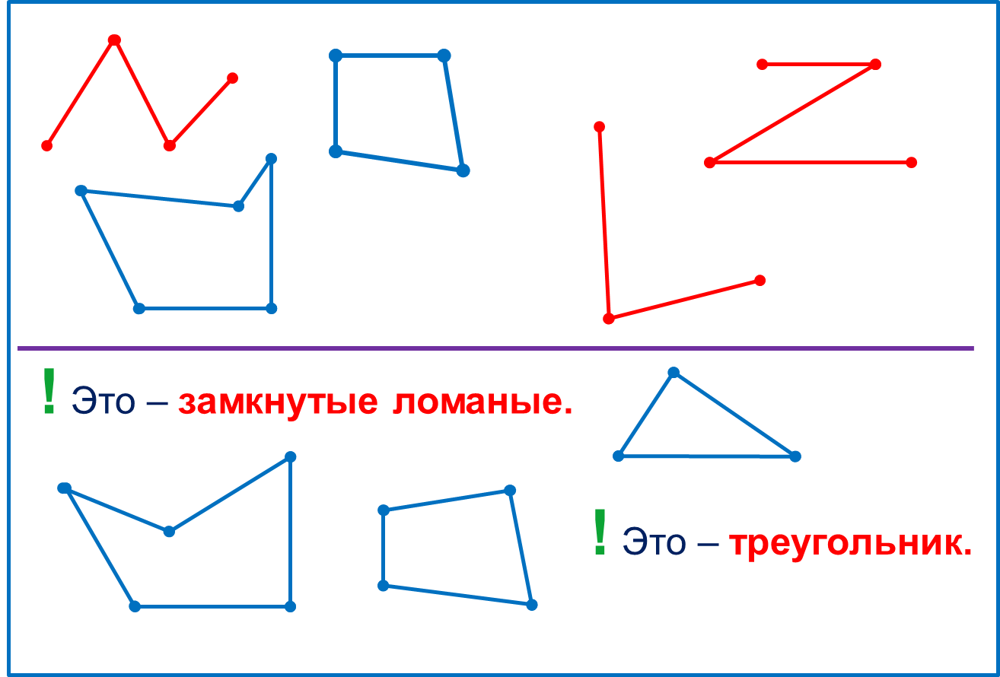 ! Это – замкнутые ломаные.
! Это – треугольник.